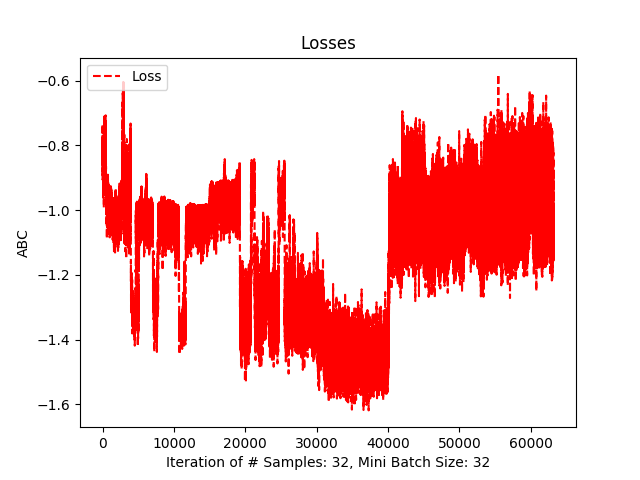 Losses
Loss
ABC
−0.6
−0.8
−1.0
−1.2
−1.4
−1.6
0 10000 20000 30000 40000 50000 60000
Iteration of # Samples: 32, Mini Batch Size: 32